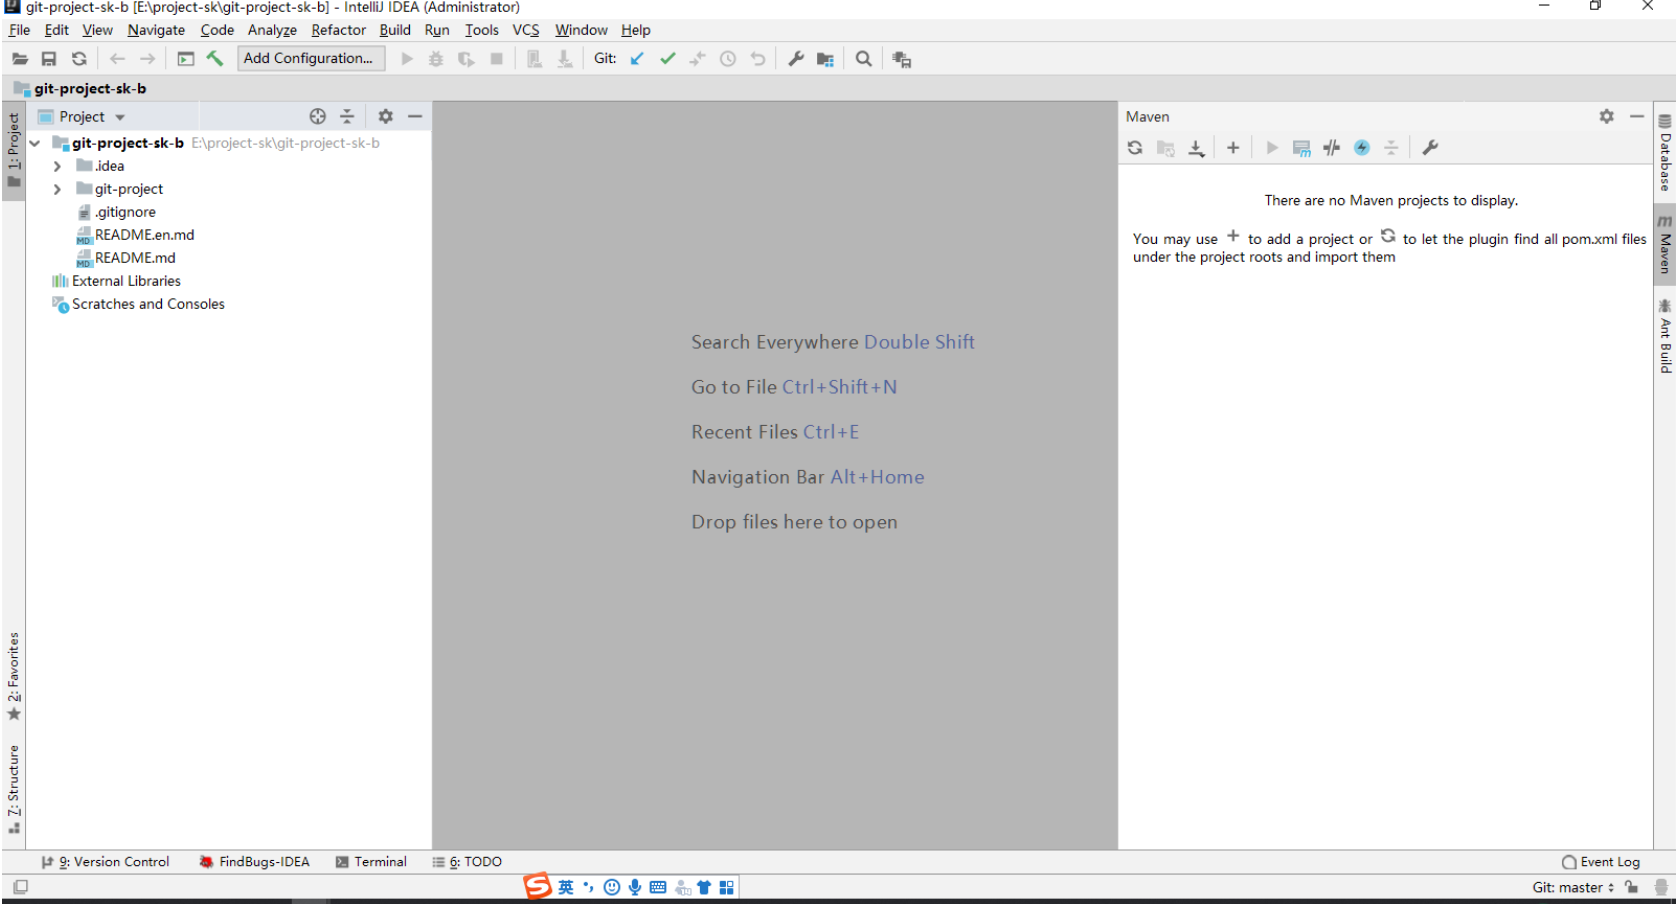 git-project-sk-b [E:\project-sk\git-project-sk-b] - IntelliJ IDEA (Administrator)
File Edit View Navigate Code Analyze Refactor Build Run Tools VCS Window Help
Add Configuration... Git:
git-project-sk-b
1: Project
Project
git-project-sk-b E:\project-sk\git-project-sk-b
.idea
git-project
.gitignore
README.en.md
README.md
External Libraries
Scratches and Consoles
2: Favorites
7: Structure
Search Everywhere Double Shift
Go to File Ctrl+Shift+N
Recent Files Ctrl+E
Navigation Bar Alt+Home
Drop files here to open
Maven
There are no Maven projects to display.
You may use + to add a project or to let the plugin find all pom.xml files
under the project roots and import them
Database
Maven
Ant Build
9: Version Control FindBugs-IDEA Terminal 6: TODO Event Log
英
Git: master